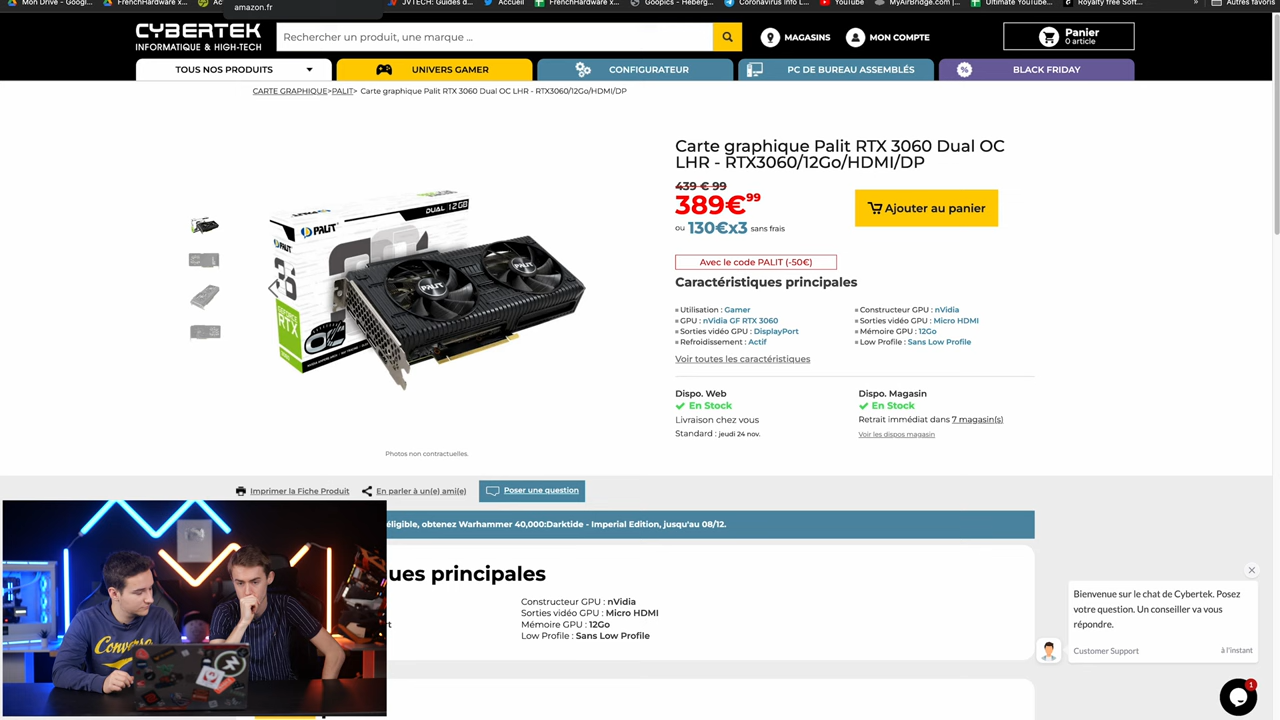 amazon.fr
Mon Drive – Googl...
FrenchHardware x...
JVTECH: Guides d...
Accueil
FrenchHardware x...
Goopics - Héberg...
Coronavirus Info L...
YouTube
MyAirBridge.com |...
Ultimate YouTube...
Royalty free Soft...
Autres favoris
CYBERTEK
INFORMATIQUE & HIGH-TECH
Rechercher un produit, une marque ...
MAGASINS
MON COMPTE
Panier
0 article
TOUS NOS PRODUITS
UNIVERS GAMER
CONFIGURATEUR
PC DE BUREAU ASSEMBLÉS
BLACK FRIDAY
CARTE GRAPHIQUE>PALIT> Carte graphique Palit RTX 3060 Dual OC LHR - RTX3060/12Go/HDMI/DP
Carte graphique Palit RTX 3060 Dual OC
LHR - RTX3060/12Go/HDMI/DP
439 € 99
389€99
ou 130€x3 sans frais
Ajouter au panier
Avec le code PALIT (-50€)
Caractéristiques principales
Utilisation : Gamer
GPU : nVidia GF RTX 3060
Sorties vidéo GPU : DisplayPort
Refroidissement : Actif
Constructeur GPU : nVidia
Sorties vidéo GPU : Micro HDMI
Mémoire GPU : 12Go
Low Profile : Sans Low Profile
Voir toutes les caractéristiques
Dispo. Web
En Stock
Livraison chez vous
Standard : jeudi 24 nov.
Dispo. Magasin
En Stock
Retrait immédiat dans 7 magasin(s)
Voir les dispos magasin
DUAL 12GB
PALIT
PALIT
GEFORCE
RTX
PALIT
PALIT
Photos non contractuelles.
Imprimer la Fiche Produit
En parler à un(e) ami(e)
Poser une question
éligible, obtenez Warhammer 40,000:Darktide - Imperial Edition, jusqu'au 08/12.
ues principales
Constructeur GPU : nVidia
Sorties vidéo GPU : Micro HDMI
Mémoire GPU : 12Go
Low Profile : Sans Low Profile
rt
Converse
Bienvenue sur le chat de Cybertek. Posez
votre question. Un conseiller va vous
répondre.
Customer Support
à l'instant
1